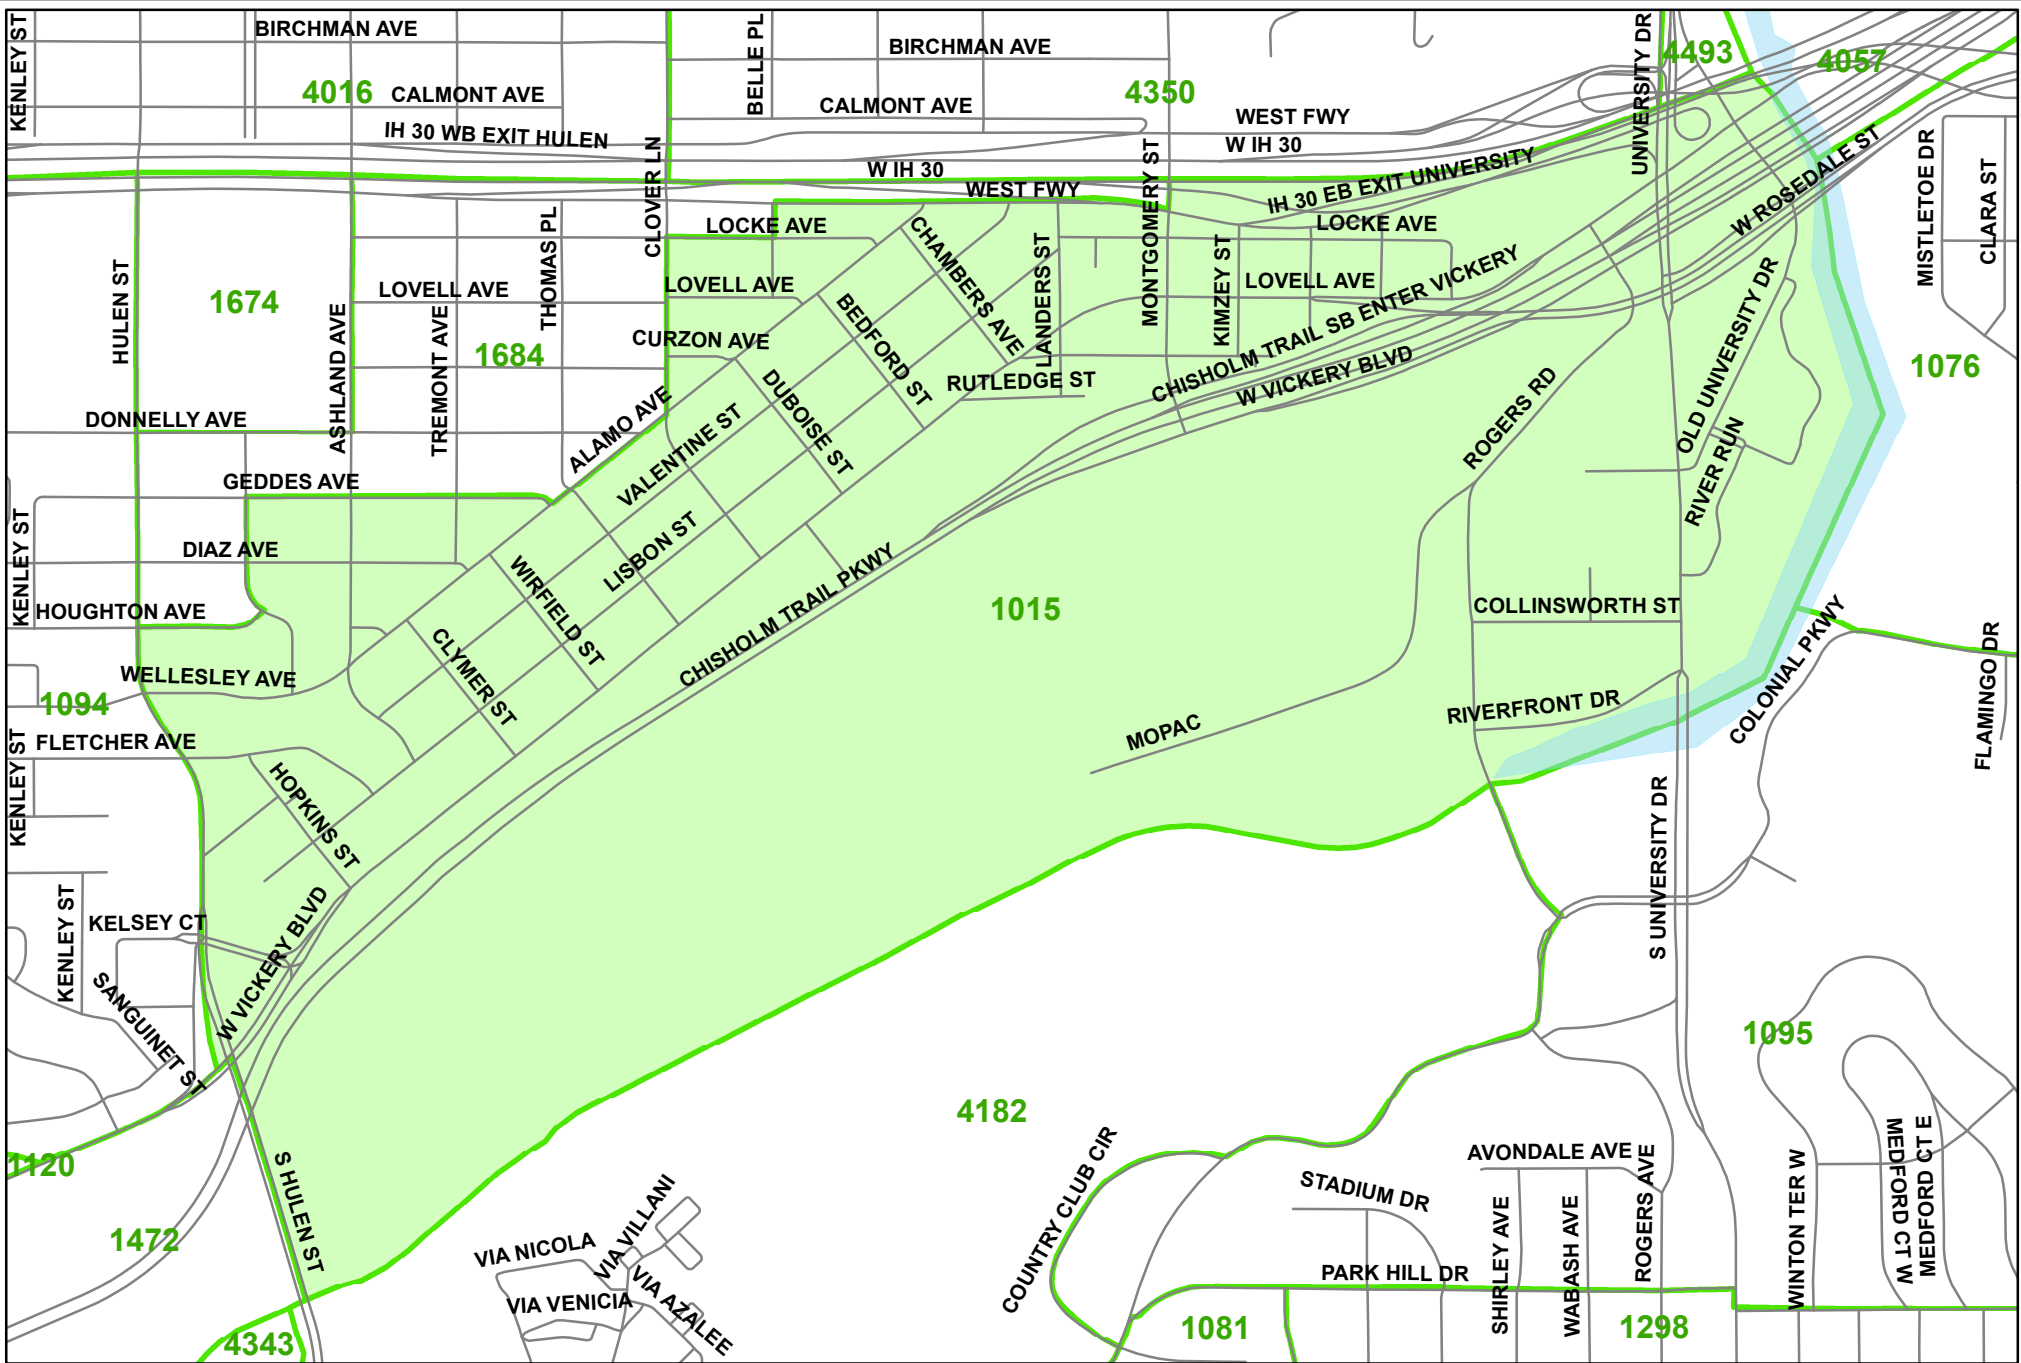 KENLEY ST
BIRCHMAN AVE
BELLE PL
BIRCHMAN AVE
UNIVERSITY DR
4493
4057
4016
CALMONT AVE
CALMONT AVE
4350
WEST FWY
IH 30 WB EXIT HULEN
W IH 30
W IH 30
CLOVER LN
WEST FWY
MONTGOMERY ST
IH 30 EB EXIT UNIVERSITY
W ROSEDALE ST
MISTLETOE DR
CLARA ST
HULEN ST
1674
ASHLAND AVE
LOVELL AVE
TREMONT AVE
THOMAS PL
1684
LOCKE AVE
LOVELL AVE
CURZON AVE
CHAMBERS AVE
BEDFORD ST
LANDERS ST
RUTLEDGE ST
KIMZEY ST
LOCKE AVE
LOVELL AVE
CHISHOLM TRAIL SB ENTER VICKERY
W VICKERY BLVD
OLD UNIVERSITY DR
RIVER RUN
1076
DONNELLY AVE
ALAMO AVE
VALENTINE ST
DUBOISE ST
ROGERS RD
GEDDES AVE
KENLEY ST
DIAZ AVE
WIRFIELD ST
LISBON ST
CHISHOLM TRAIL PKWY
1015
COLLINSWORTH ST
HOUGHTON AVE
CLYMER ST
COLONIAL PKWY
FLAMINGO DR
WELLESLEY AVE
1094
MOPAC
RIVERFRONT DR
KENLEY ST
FLETCHER AVE
HOPKINS ST
S UNIVERSITY DR
KENLEY ST
KELSEY CT
W VICKERY BLVD
SANGUINET ST
1095
4182
1120
1472
S HULEN ST
VIA NICOLA
VIA VILLANI
VIA VENICIA
VIA AZALEE
COUNTRY CLUB CIR
STADIUM DR
AVONDALE AVE
SHIRLEY AVE
WABASH AVE
ROGERS AVE
WINTON TER W
MEDFORD CT W
MEDFORD CT E
PARK HILL DR
4343
1081
1298